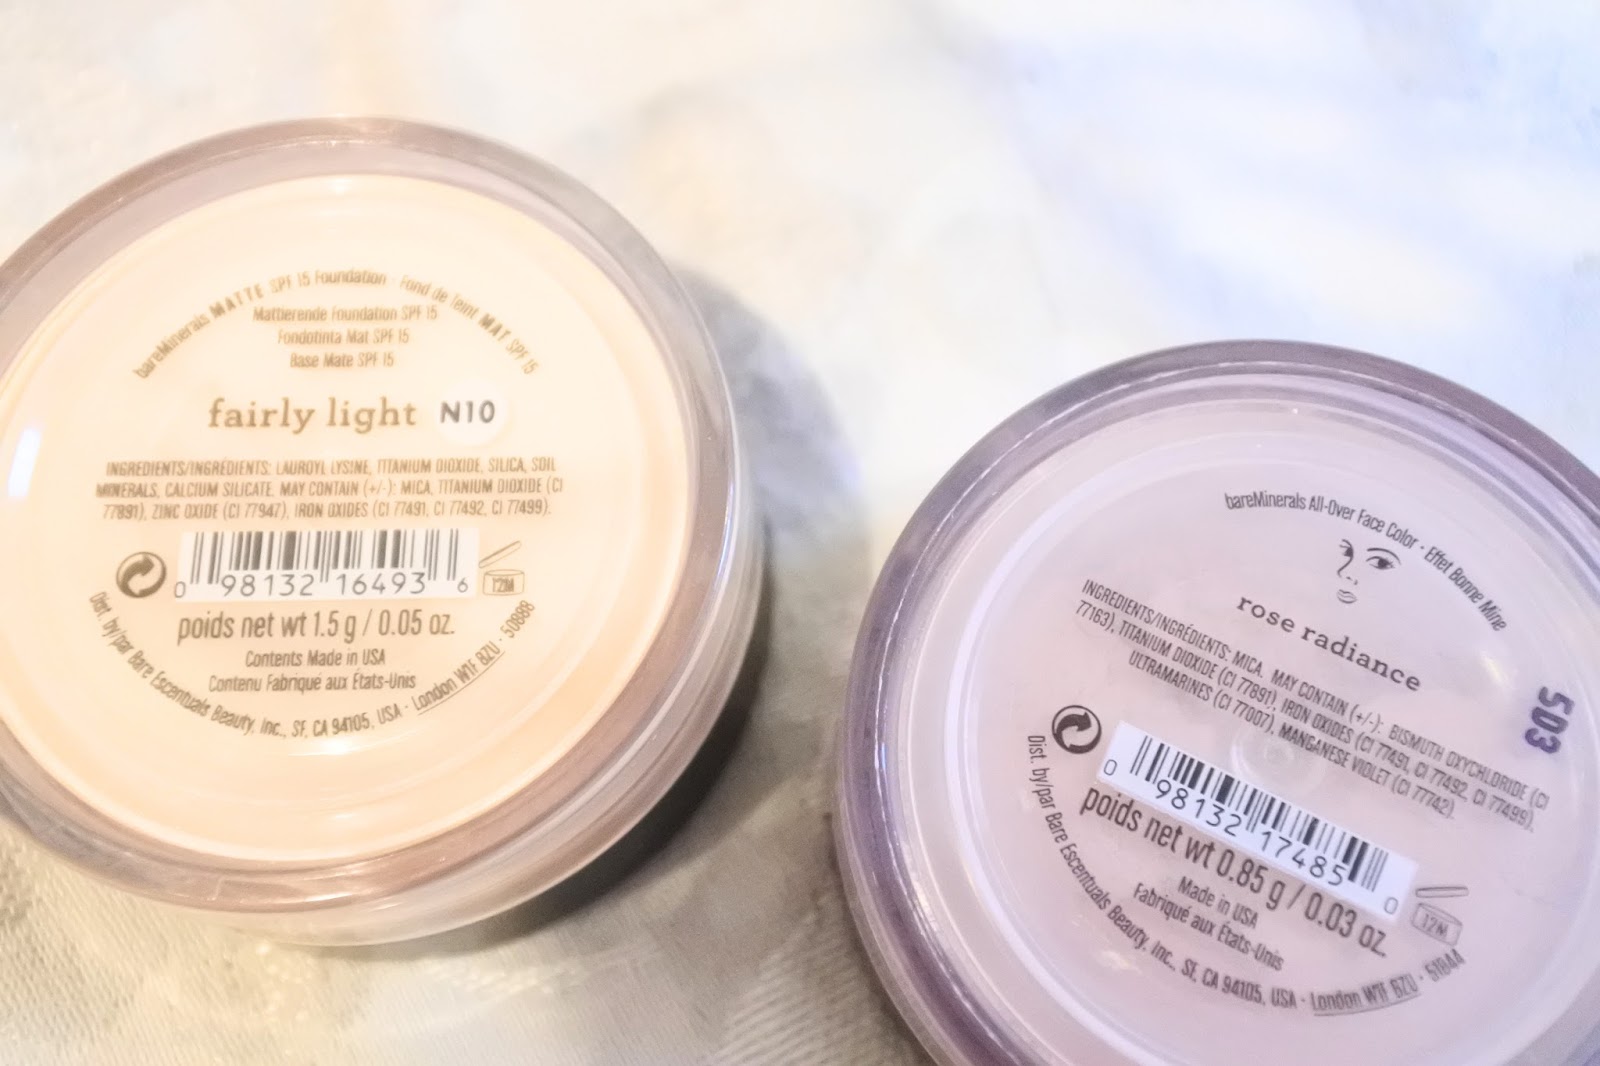 bareMinerals MATTE SPF 15 Foundation · Fond de Teint MAT SPF 15
Mattierende Foundation SPF 15
Fondotinta Mat SPF 15
Base Mate SPF 15
fairly light N10
INGREDIENTS/INGRÉDIENTS: LAUROYL LYSINE, TITANIUM DIOXIDE, SILICA, SOIL
MINERALS, CALCIUM SILICATE. MAY CONTAIN (+/-): MICA, TITANIUM DIOXIDE (CI
77891), ZINC OXIDE (CI 77947), IRON OXIDES (CI 77491, CI 77492, CI 77499).
0 98132 16493 6
12M
poids net wt 1.5 g / 0.05 oz.
Contents Made in USA
Contenu Fabriqué aux États-Unis
Dist. by/par Bare Escentuals Beauty, Inc., SF, CA 94105, USA · London W1F 8ZU · 50888
bareMinerals All-Over Face Color · Effet Bonne Mine
rose radiance
INGREDIENTS/INGRÉDIENTS: MICA. MAY CONTAIN (+/-): BISMUTH OXYCHLORIDE (CI
77163), TITANIUM DIOXIDE (CI 77891), IRON OXIDES (CI 77491, CI 77492, CI 77499),
ULTRAMARINES (CI 77007), MANGANESE VIOLET (CI 77742).
5D3
0 98132 17485 0
12M
poids net wt 0.85 g / 0.03 oz.
Made in USA
Fabriqué aux États-Unis
Dist. by/par Bare Escentuals Beauty, Inc., SF, CA 94105, USA · London W1F 8ZU · 51844